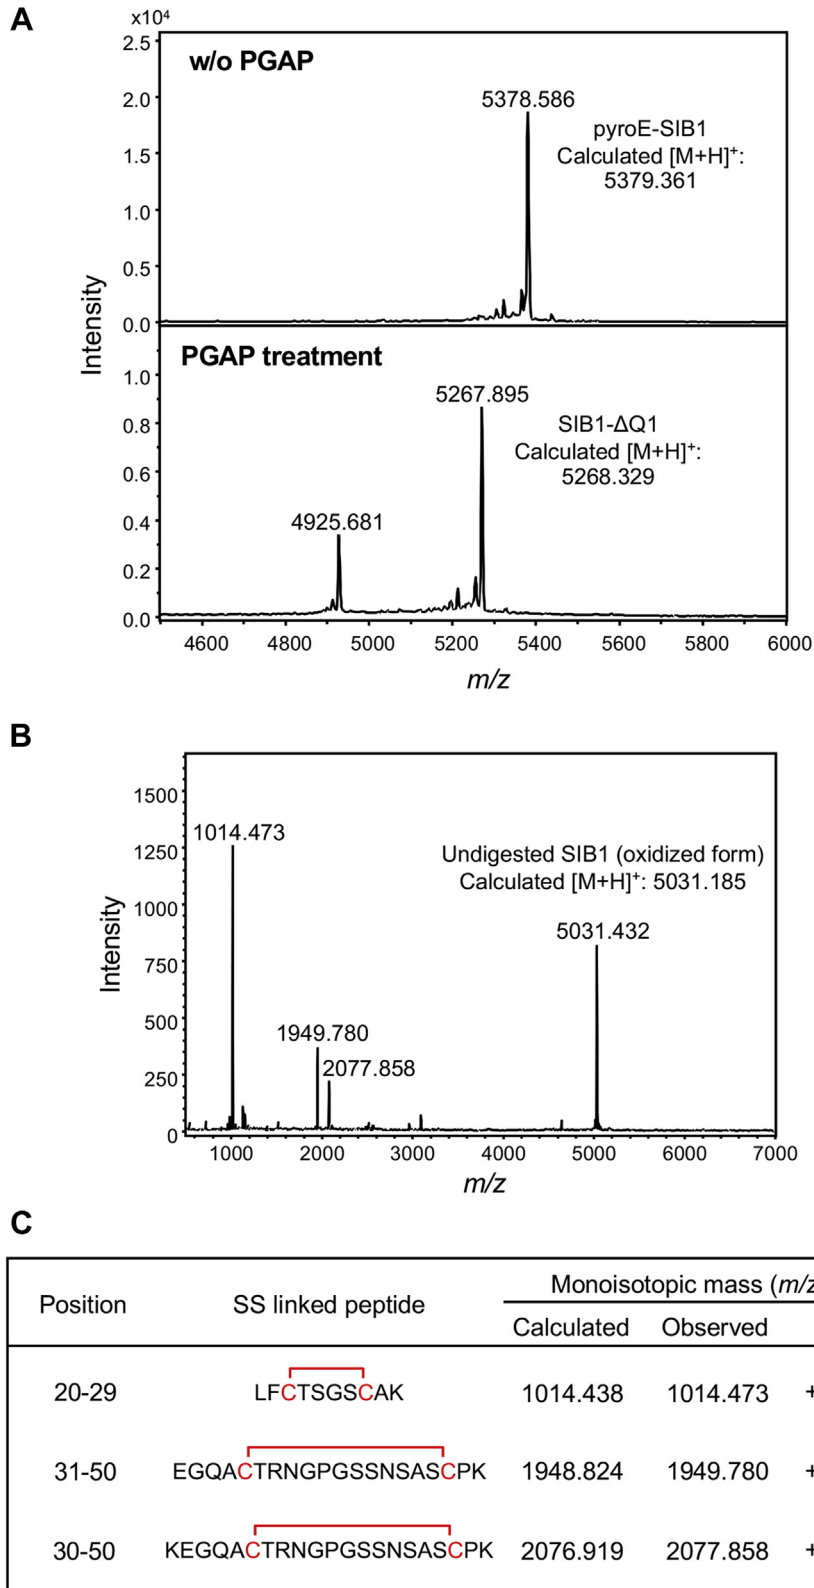 A
x10⁴
2.5
w/o PGAP
2.0
5378.586
pyroE-SIB1
Calculated [M+H]⁺:
5379.361
1.5
1.0
0.5
0.0
Intensity
PGAP treatment
1.0
5267.895
SIB1-ΔQ1
Calculated [M+H]⁺:
5268.329
0.8
0.6
4925.681
0.4
0.2
0.0
4600 4800 5000 5200 5400 5600 5800 6000
m/z
B
1500
1014.473
1250
Undigested SIB1 (oxidized form)
Calculated [M+H]⁺: 5031.185
1000
5031.432
Intensity
750
500
1949.780
2077.858
250
0
1000 2000 3000 4000 5000 6000 7000
m/z
C
Monoisotopic mass (m/z
Position SS linked peptide
Calculated Observed
20-29 LFCTSGSCAK 1014.438 1014.473 +
31-50 EGQACTRNGPGSSNSASCPK 1948.824 1949.780 +
30-50 KEGQACTRNGPGSSNSASCPK 2076.919 2077.858 +